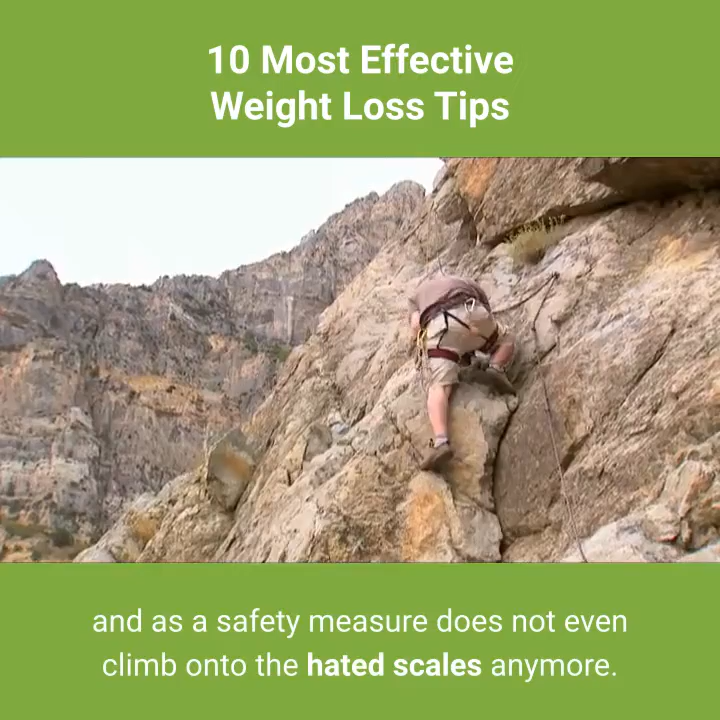 10 Most Effective
Weight Loss Tips
and as a safety measure does not even
climb onto the hated scales anymore.